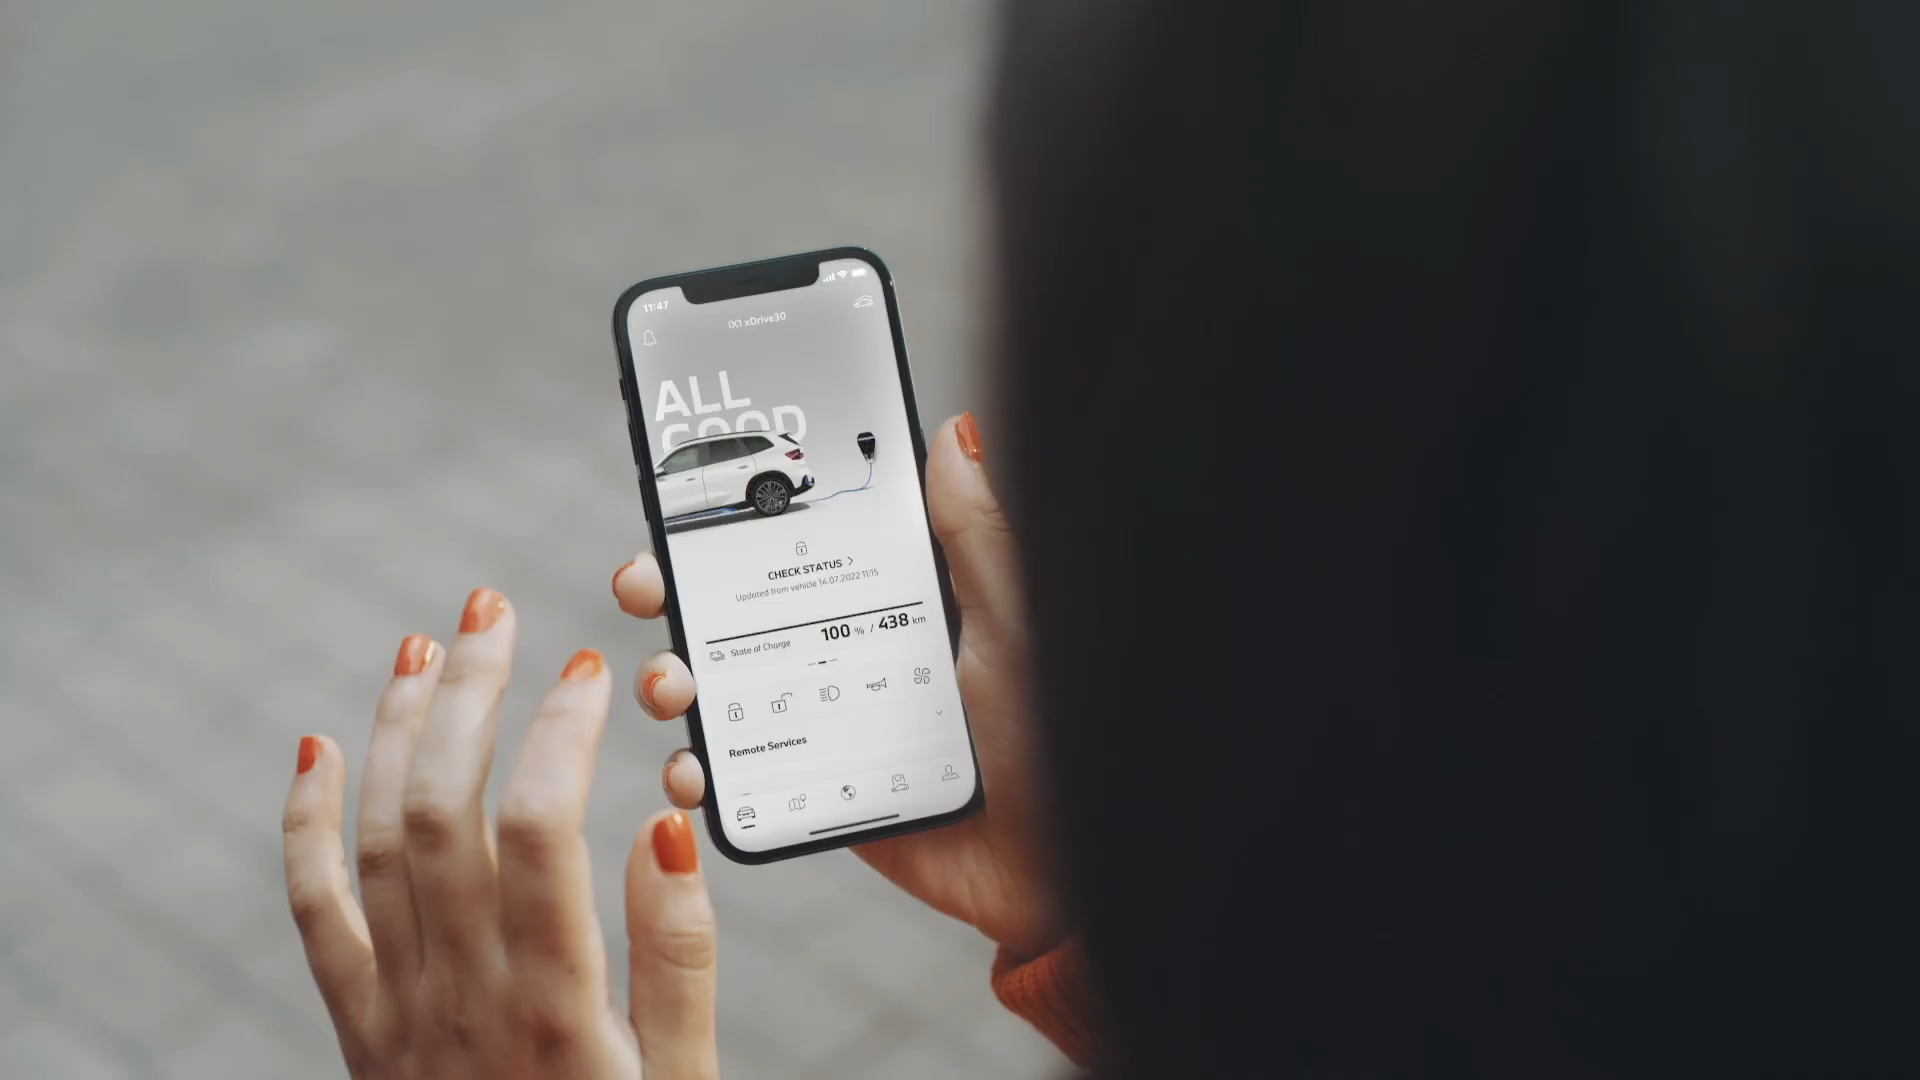 11:47
iX1 xDrive30
ALL
GOOD
CHECK STATUS
Updated from vehicle 14.07.2022 11:15
State of Charge 100 % / 438 km
Remote Services